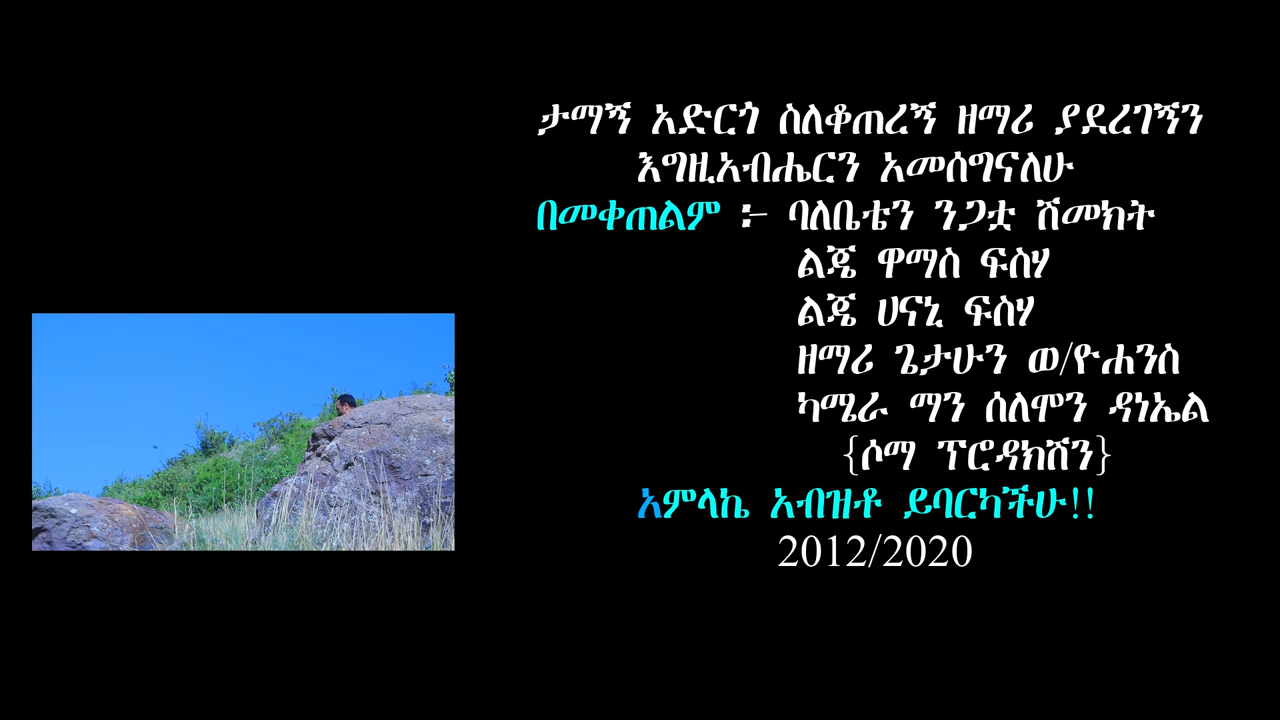 ታማኝ አድርጎ ስለቆጠረኝ ዘማሪ ያደረገኝን
እግዚአብሔርን አመሰግናለሁ
በመቀጠልም ፦ ባለቤቴን ንጋቷ ሽመክት
ልጄ ዋማስ ፍስሃ
ልጄ ሀናኒ ፍስሃ
ዘማሪ ጌታሁን ወ/ዮሐንስ
ካሜራ ማን ሰለሞን ዳነኤል
{ሶማ ፕሮዳክሽን}
አምላኬ አብዝቶ ይባርካችሁ!!
2012/2020